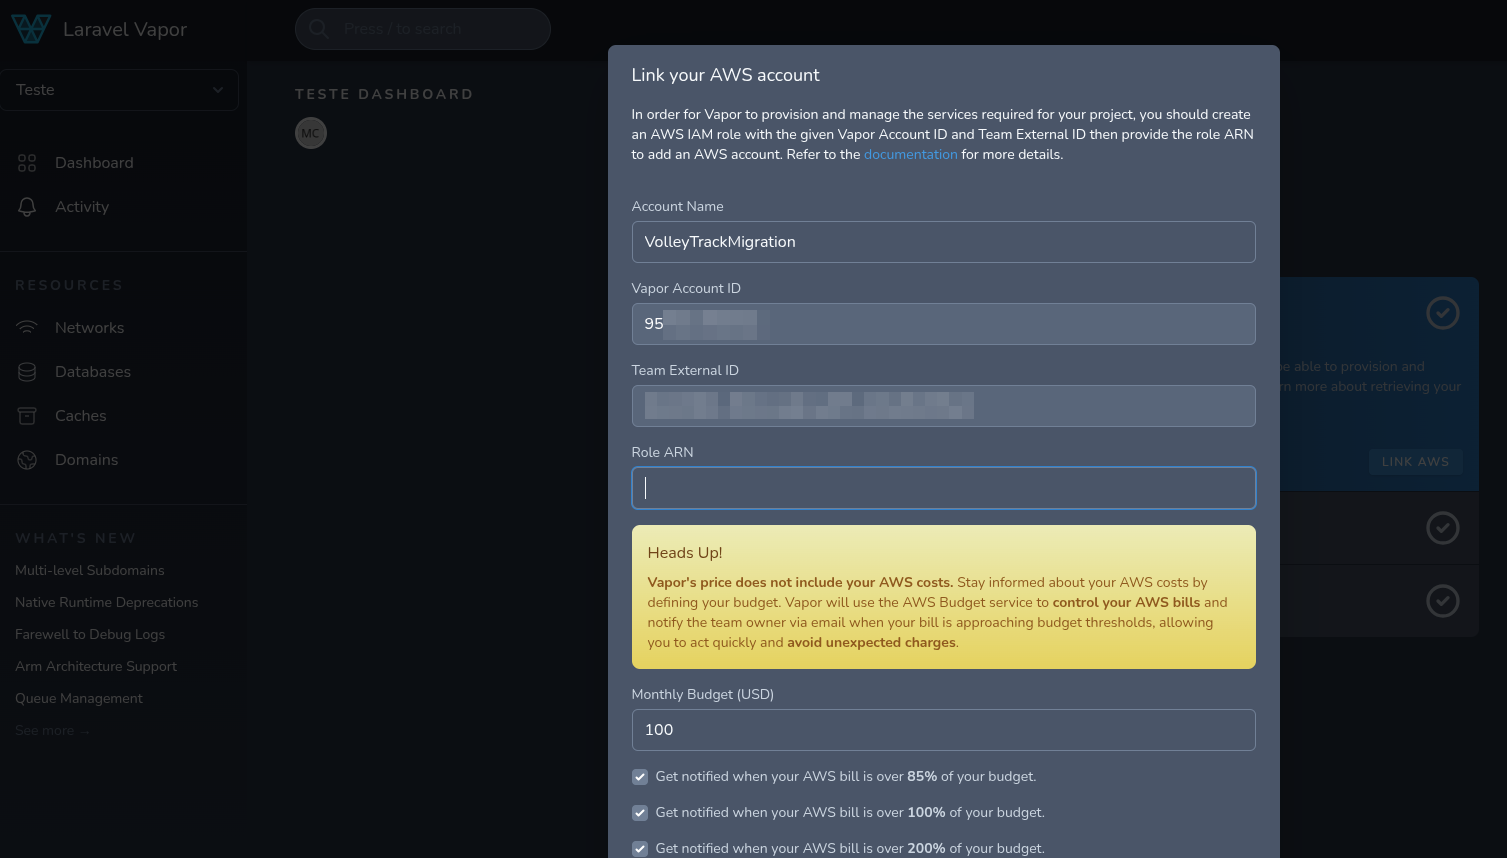 Laravel Vapor
Press / to search
Teste
Dashboard
Activity
RESOURCES
Networks
Databases
Caches
Domains
WHAT'S NEW
Multi-level Subdomains
Native Runtime Deprecations
Farewell to Debug Logs
Arm Architecture Support
Queue Management
See more →
TESTE DASHBOARD
MC
Link your AWS account
In order for Vapor to provision and manage the services required for your project, you should create
an AWS IAM role with the given Vapor Account ID and Team External ID then provide the role ARN
to add an AWS account. Refer to the documentation for more details.
Account Name
VolleyTrackMigration
Vapor Account ID
95
Team External ID
Role ARN
Heads Up!
Vapor's price does not include your AWS costs. Stay informed about your AWS costs by
defining your budget. Vapor will use the AWS Budget service to control your AWS bills and
notify the team owner via email when your bill is approaching budget thresholds, allowing
you to act quickly and avoid unexpected charges.
Monthly Budget (USD)
100
Get notified when your AWS bill is over 85% of your budget.
Get notified when your AWS bill is over 100% of your budget.
Get notified when your AWS bill is over 200% of your budget.
able to provision and
more about retrieving your
LINK AWS